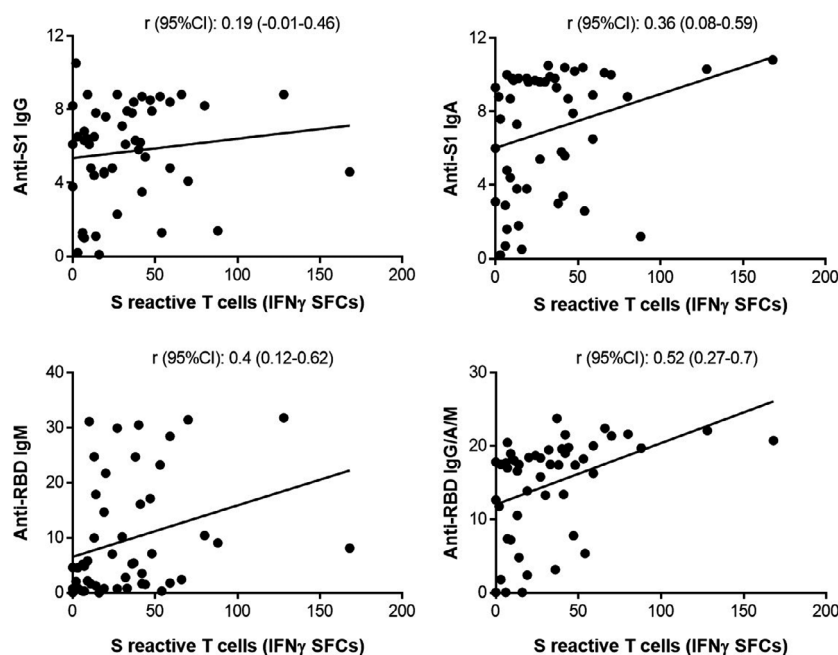 r (95%CI): 0.19 (-0.01-0.46)
12
8
4
0
Anti-S1 IgG
0 50 100 150 200
S reactive T cells (IFNγ SFCs)
r (95%CI): 0.36 (0.08-0.59)
12
8
4
0
Anti-S1 IgA
0 50 100 150 200
S reactive T cells (IFNγ SFCs)
r (95%CI): 0.4 (0.12-0.62)
40
30
20
10
0
Anti-RBD IgM
0 50 100 150 200
S reactive T cells (IFNγ SFCs)
r (95%CI): 0.52 (0.27-0.7)
30
20
10
0
Anti-RBD IgG/A/M
0 50 100 150 200
S reactive T cells (IFNγ SFCs)